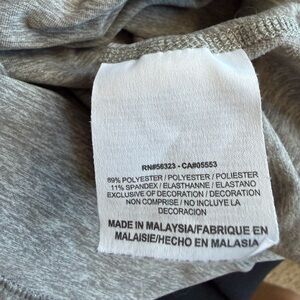 RN#56323 - CA#05553
89% POLYESTER / POLYESTER / POLIESTER
11% SPANDEX / ELASTHANNE / ELASTANO
EXCLUSIVE OF DECORATION / DECORATION
NON COMPRISE / NO INCLUYE LA
DECORACION
MADE IN MALAYSIA/FABRIQUE EN
MALAISIE/HECHO EN MALASIA